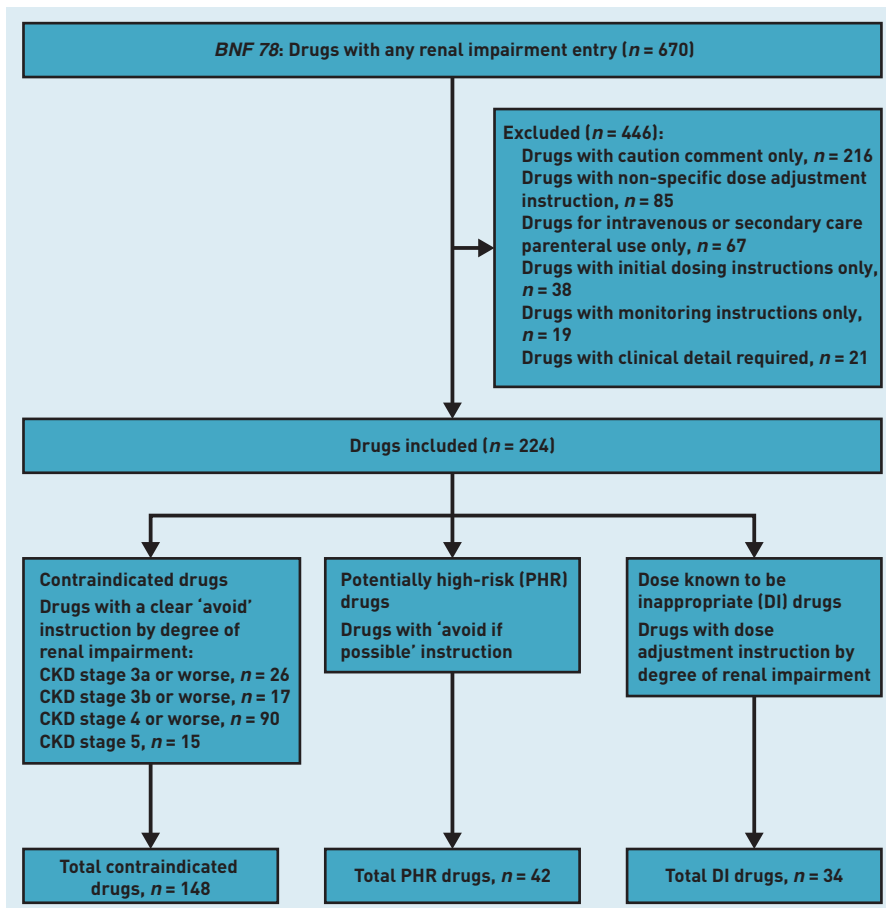 BNF 78: Drugs with any renal impairment entry (n = 670)
Excluded (n = 446):
Drugs with caution comment only, n = 216
Drugs with non-specific dose adjustment
instruction, n = 85
Drugs for intravenous or secondary care
parenteral use only, n = 67
Drugs with initial dosing instructions only,
n = 38
Drugs with monitoring instructions only,
n = 19
Drugs with clinical detail required, n = 21
Drugs included (n = 224)
Contraindicated drugs
Drugs with a clear ‘avoid’
instruction by degree of
renal impairment:
CKD stage 3a or worse, n = 26
CKD stage 3b or worse, n = 17
CKD stage 4 or worse, n = 90
CKD stage 5, n = 15
Potentially high-risk (PHR)
drugs
Drugs with ‘avoid if
possible’ instruction
Dose known to be
inappropriate (DI) drugs
Drugs with dose
adjustment instruction by
degree of renal impairment
Total contraindicated
drugs, n = 148
Total PHR drugs, n = 42
Total DI drugs, n = 34